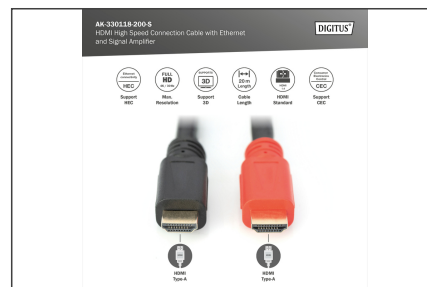 AK-330118-200-S
HDMI High Speed Connection Cable with Ethernet
and Signal Amplifier
DIGITUS
HEC
Support
HEC
FULL
HD
Max.
Resolution
3D
Support
3D
20 m
Length
Cable
Length
HDMI
Standard
CEC
Support
CEC
HDMI
Type-A
HDMI
Type-A